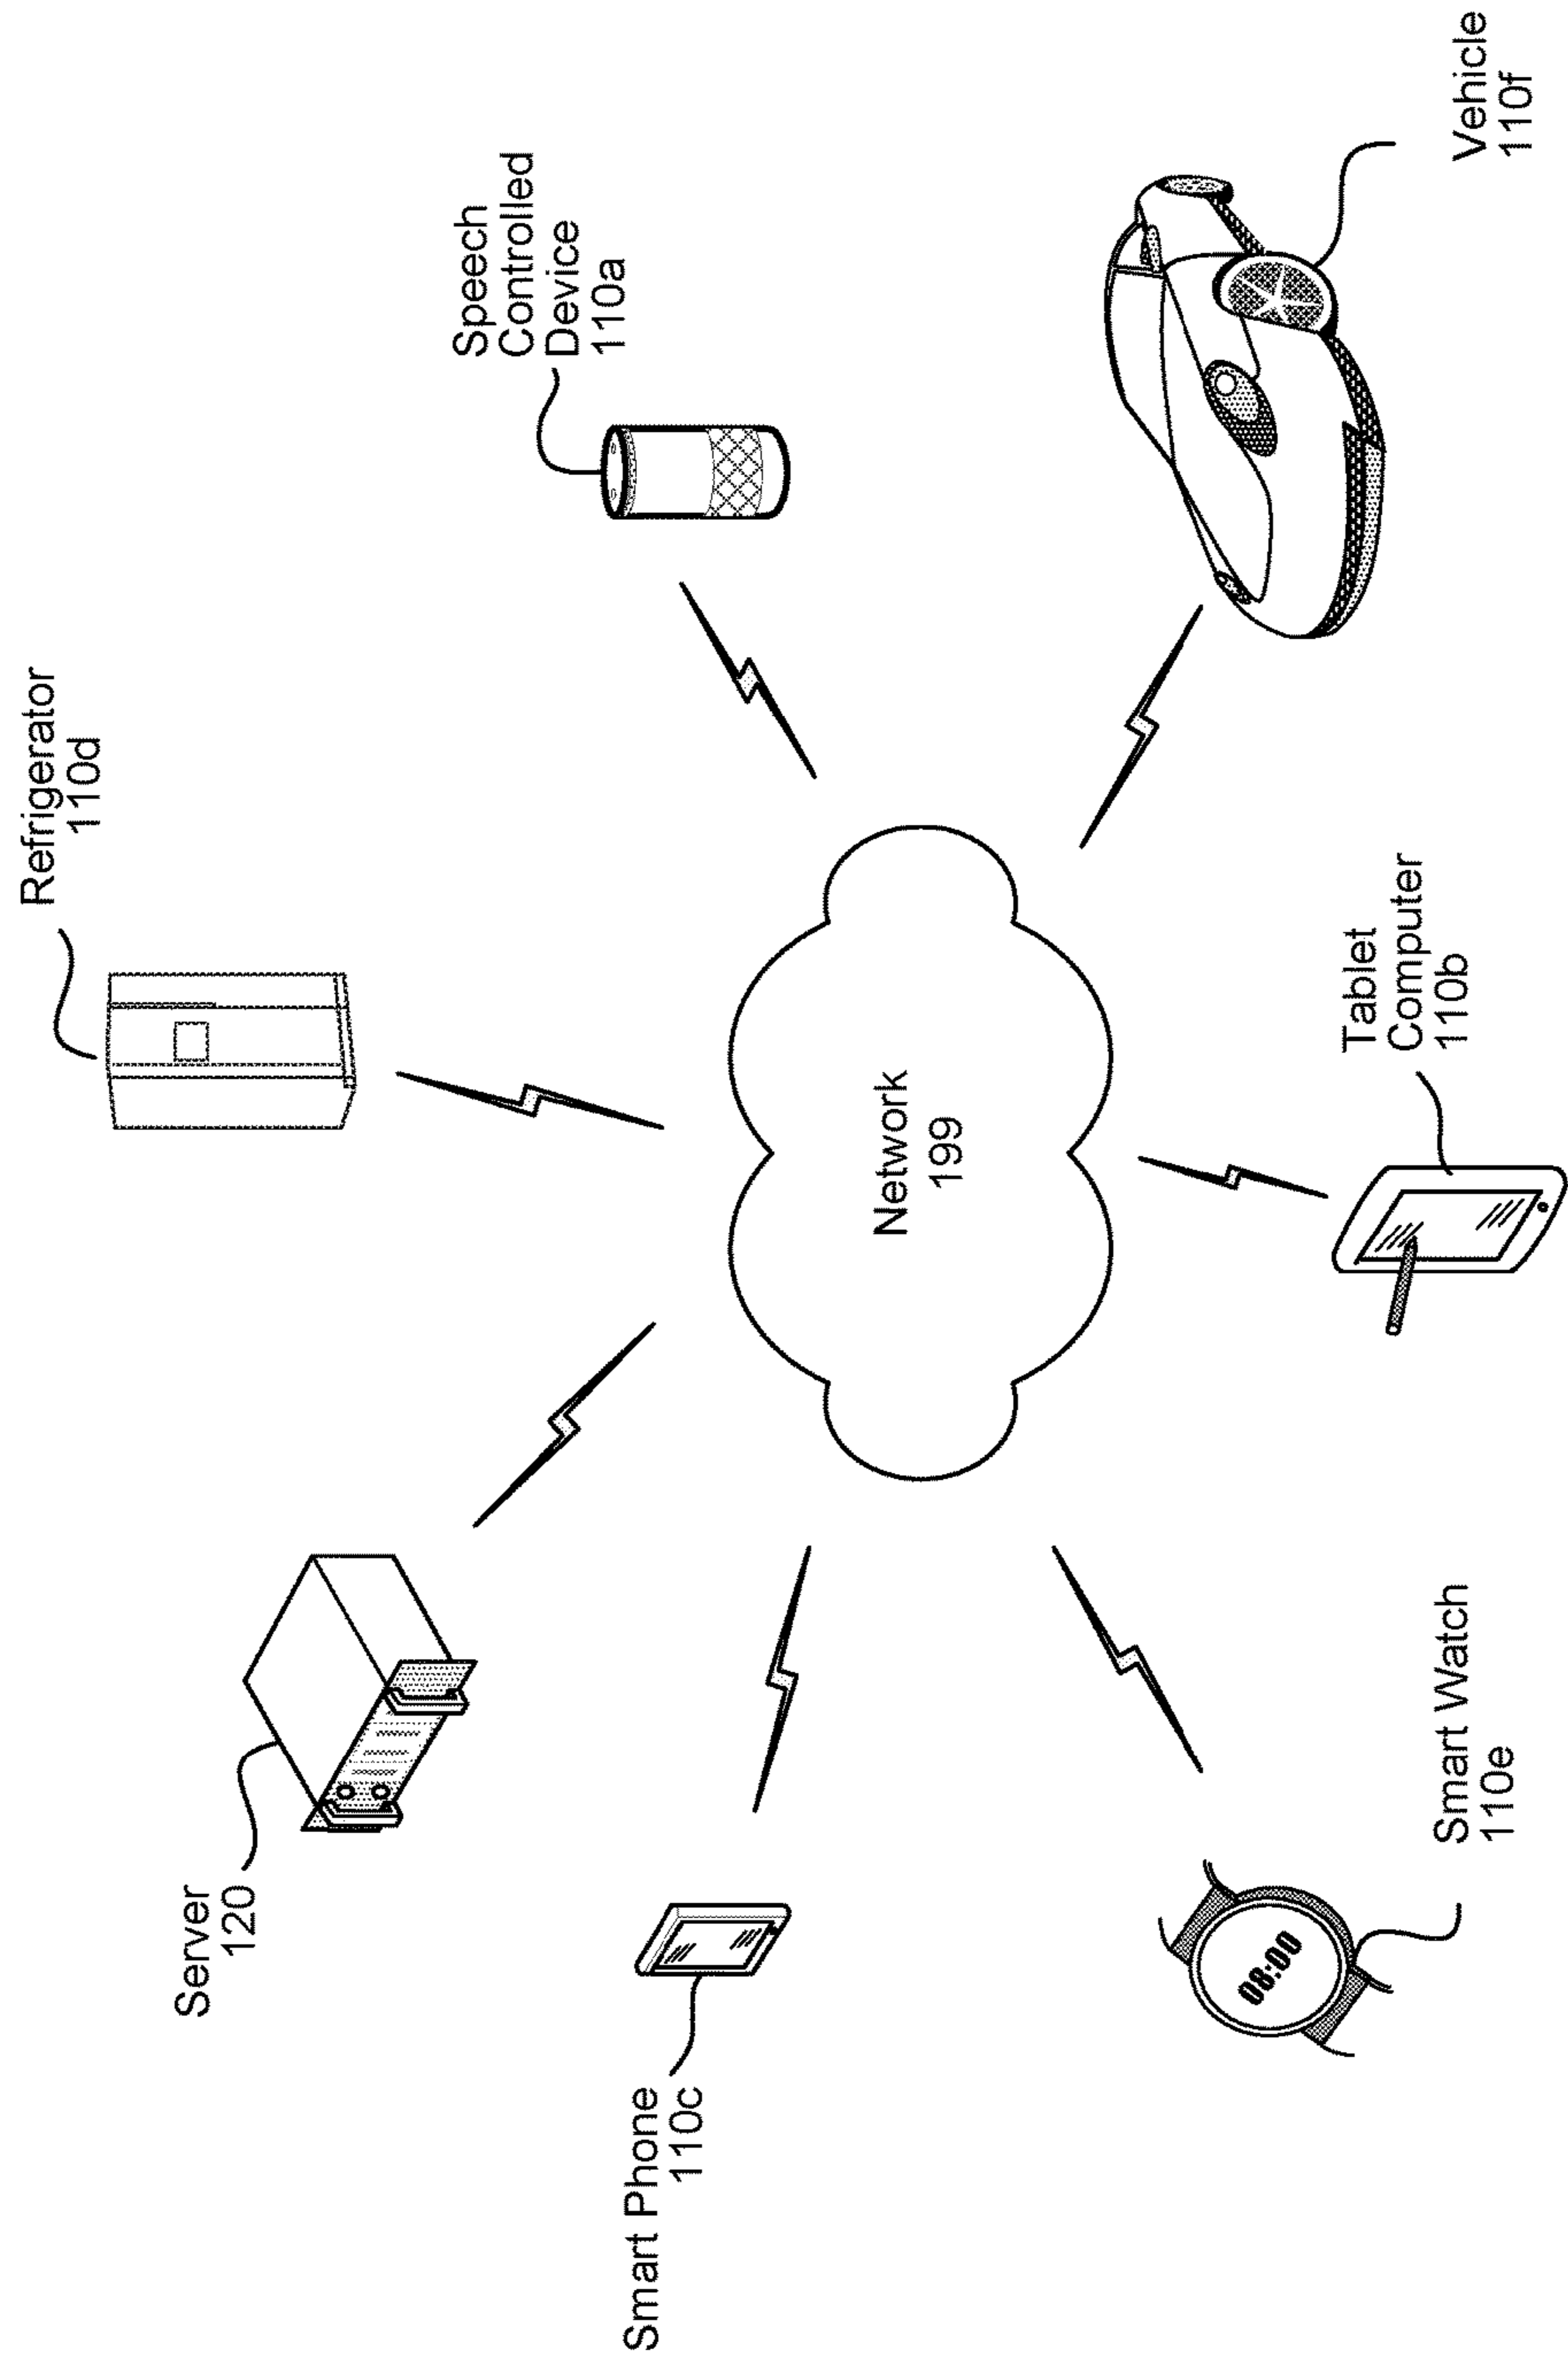 Server
120
Refrigerator
110d
Speech
Controlled
Device
110a
Smart Phone
110c
Network
199
08:00
Smart Watch
110e
Tablet
Computer
110b
Vehicle
110f